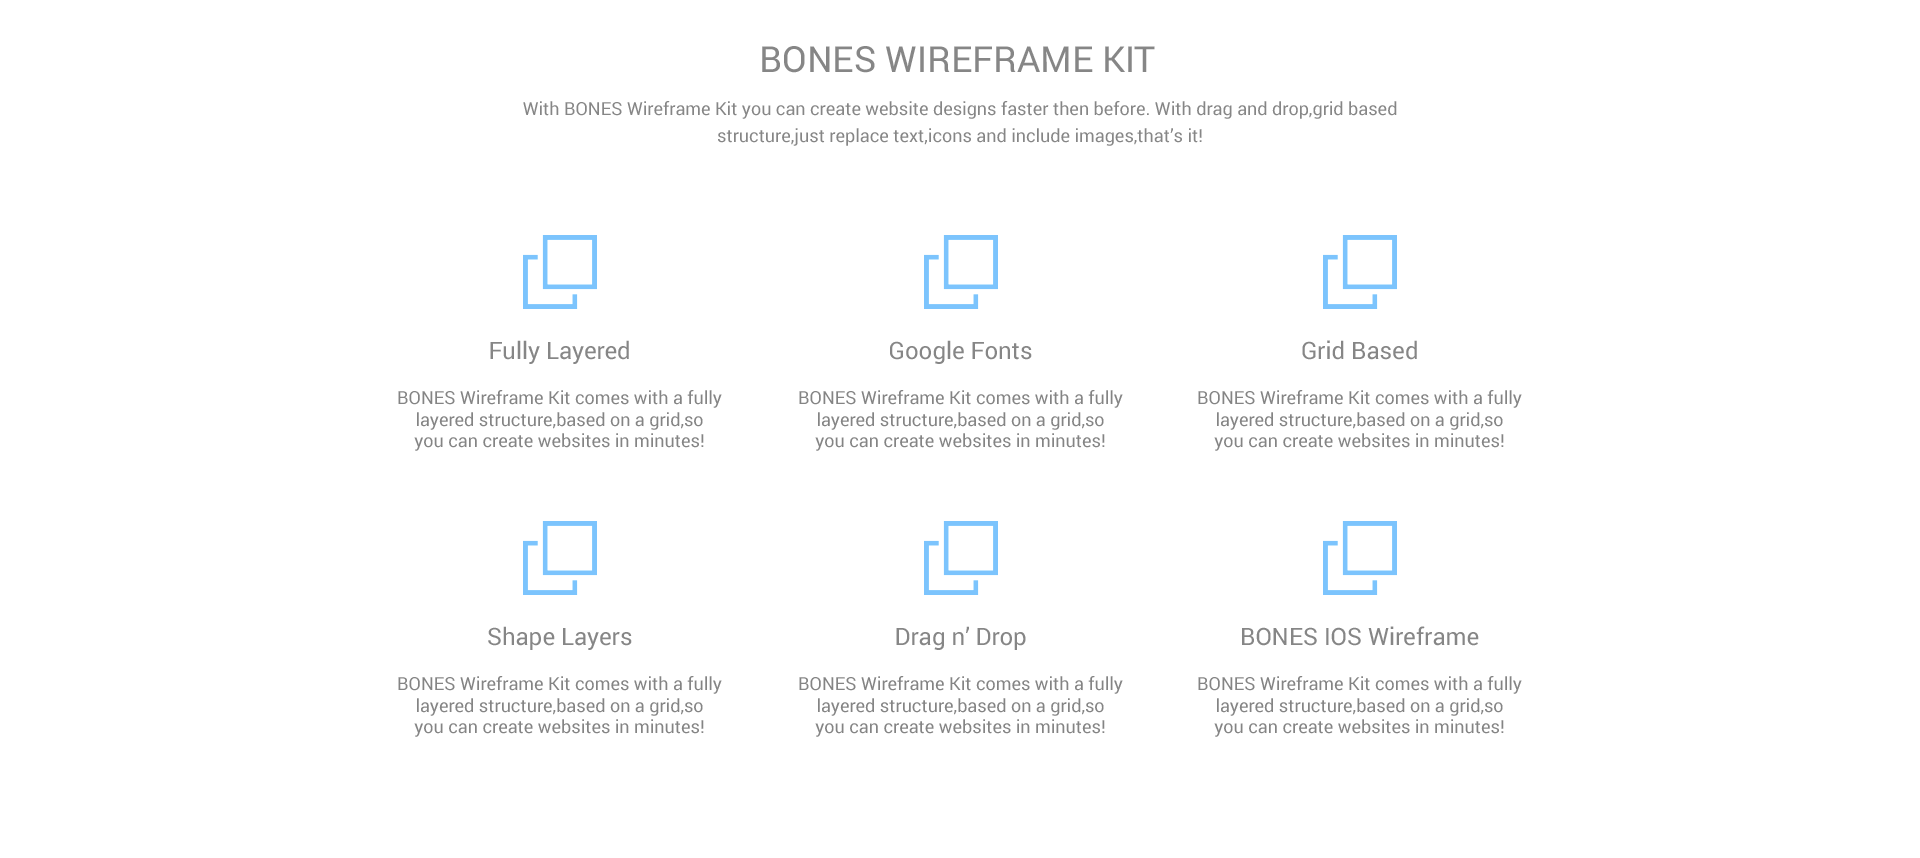 BONES WIREFRAME KIT
With BONES Wireframe Kit you can create website designs faster then before. With drag and drop,grid based
structure,just replace text,icons and include images,that’s it!
Fully Layered
BONES Wireframe Kit comes with a fully
layered structure,based on a grid,so
you can create websites in minutes!
Google Fonts
BONES Wireframe Kit comes with a fully
layered structure,based on a grid,so
you can create websites in minutes!
Grid Based
BONES Wireframe Kit comes with a fully
layered structure,based on a grid,so
you can create websites in minutes!
Shape Layers
BONES Wireframe Kit comes with a fully
layered structure,based on a grid,so
you can create websites in minutes!
Drag n’ Drop
BONES Wireframe Kit comes with a fully
layered structure,based on a grid,so
you can create websites in minutes!
BONES IOS Wireframe
BONES Wireframe Kit comes with a fully
layered structure,based on a grid,so
you can create websites in minutes!